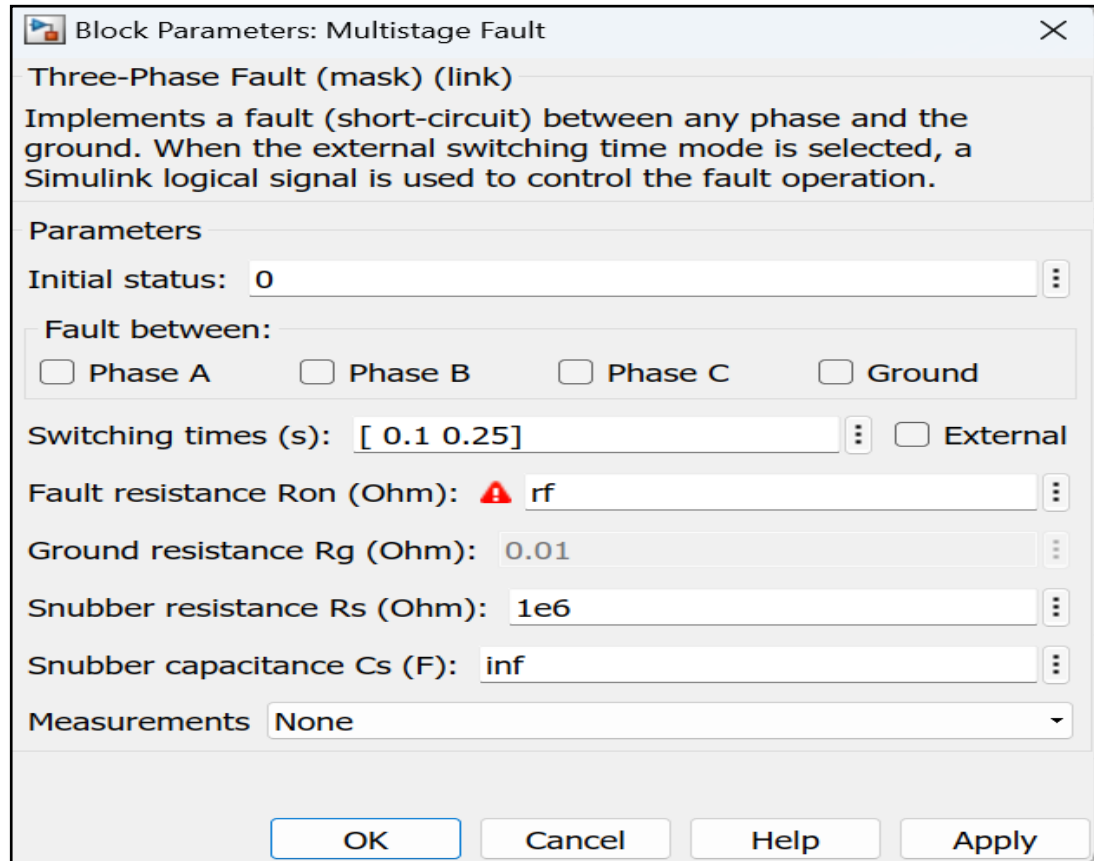 Block Parameters: Multistage Fault
Three-Phase Fault (mask) (link)
Implements a fault (short-circuit) between any phase and the
ground. When the external switching time mode is selected, a
Simulink logical signal is used to control the fault operation.
Parameters
Initial status: 0
Fault between:
Phase A Phase B Phase C Ground
Switching times (s): [ 0.1 0.25] External
Fault resistance Ron (Ohm): rf
Ground resistance Rg (Ohm): 0.01
Snubber resistance Rs (Ohm): 1e6
Snubber capacitance Cs (F): inf
Measurements None
OK Cancel Help Apply